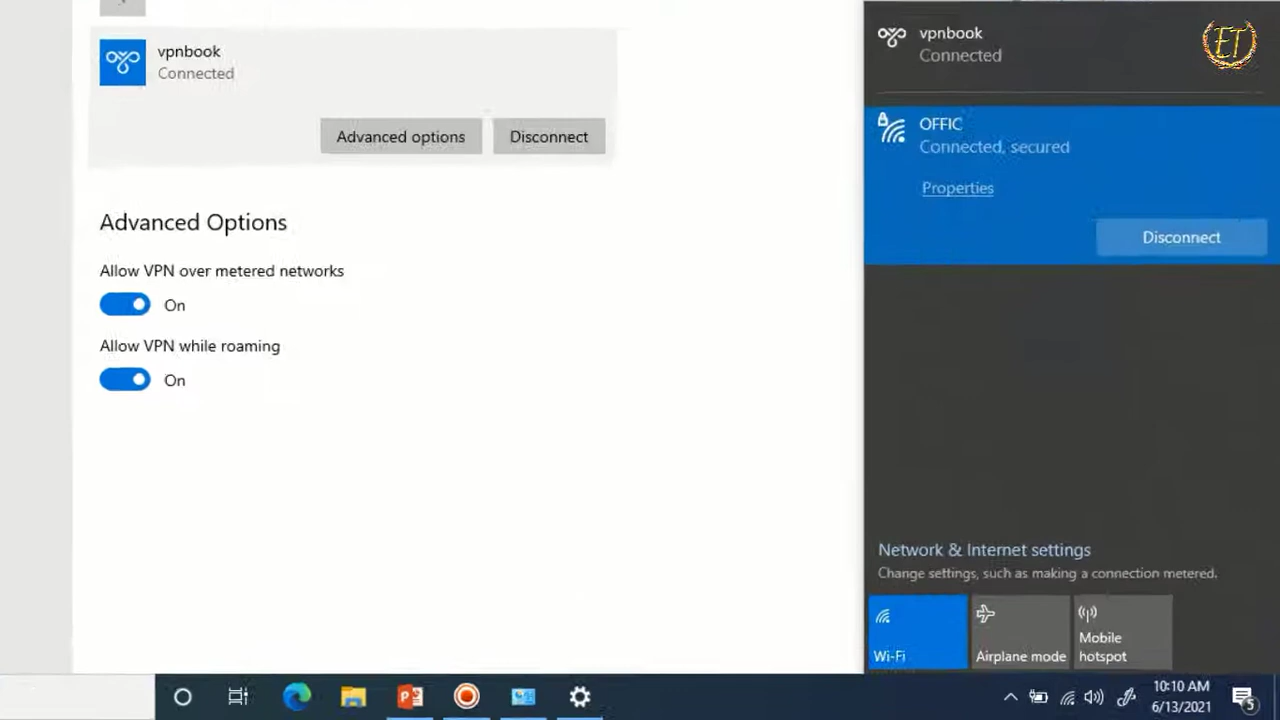 vpnbook
Connected
Advanced options
Disconnect
Advanced Options
Allow VPN over metered networks
On
Allow VPN while roaming
On
vpnbook
Connected
ET
OFFIC
Connected, secured
Properties
Disconnect
Network & Internet settings
Change settings, such as making a connection metered.
Wi-Fi
Airplane mode
Mobile
hotspot
10:10 AM
6/13/2021
5